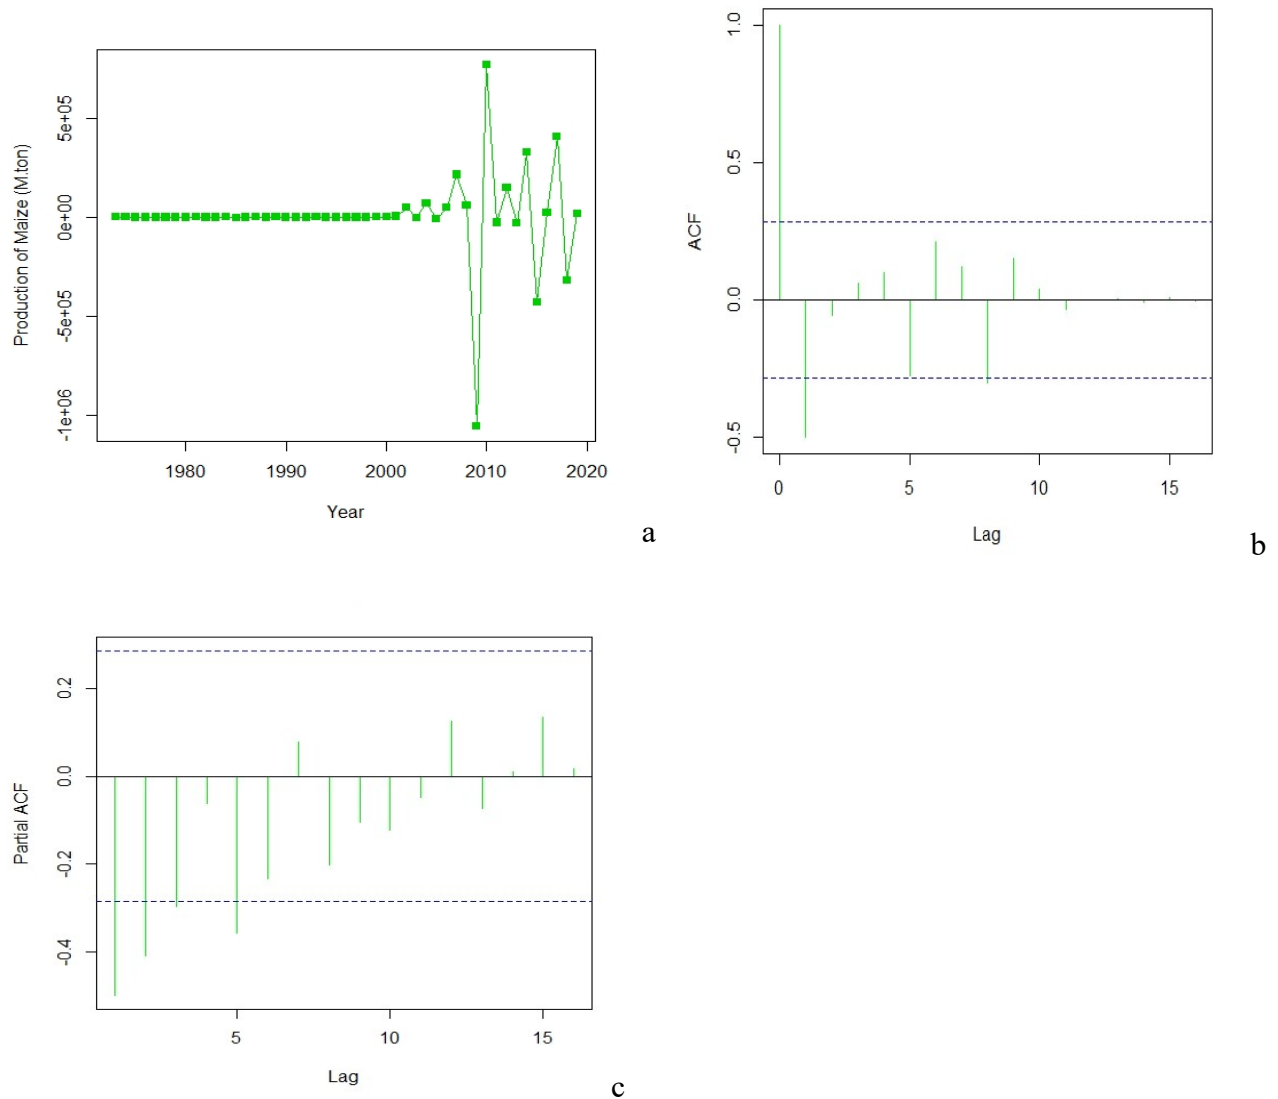 Production of Maize (M.ton)
5e+05
0e+00
-5e+05
-1e+06
1980 1990 2000 2010 2020
Year
a
ACF
1.0
0.5
0.0
-0.5
0 5 10 15
Lag
b
Partial ACF
0.2
0.0
-0.2
-0.4
5 10 15
Lag
c